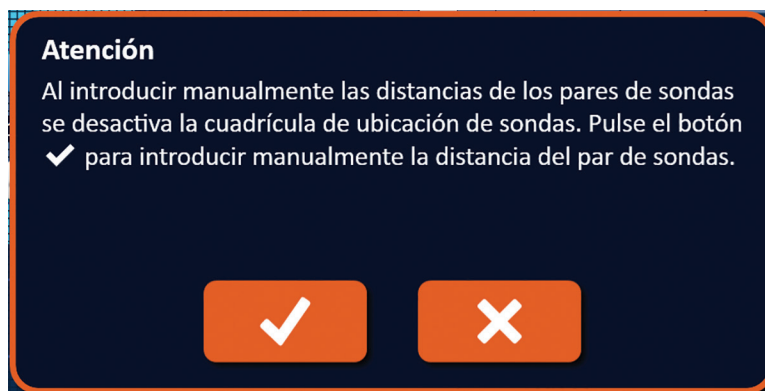 Atención
Al introducir manualmente las distancias de los pares de sondas
se desactiva la cuadrícula de ubicación de sondas. Pulse el botón
✔ para introducir manualmente la distancia del par de sondas.